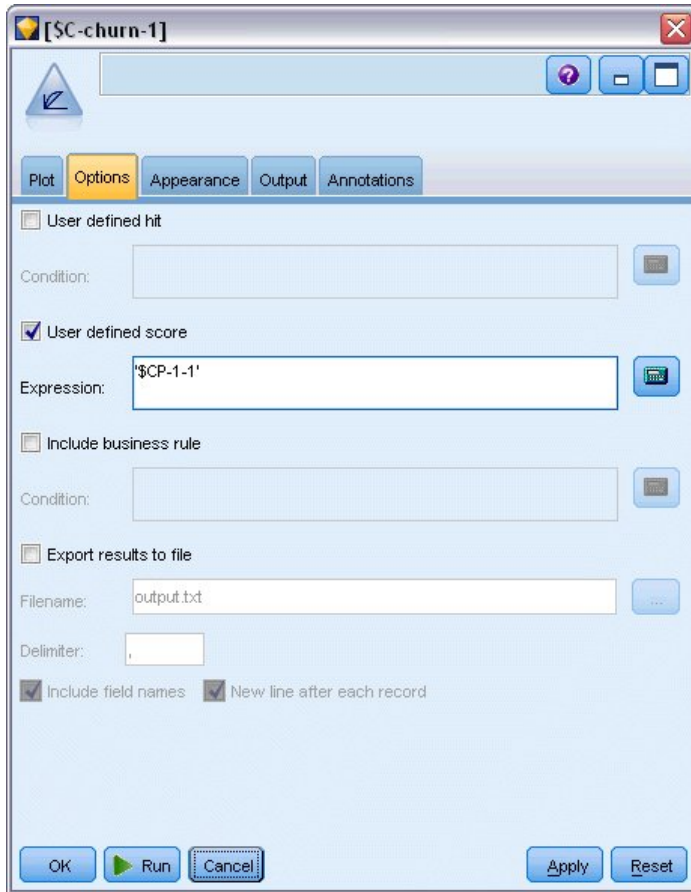 [$C-churn-1]
Plot Options Appearance Output Annotations
User defined hit
Condition:
User defined score
Expression: '$CP-1-1'
Include business rule
Condition:
Export results to file
Filename: output.txt
...
Delimiter: ,
Include field names New line after each record
OK Run Cancel Apply Reset